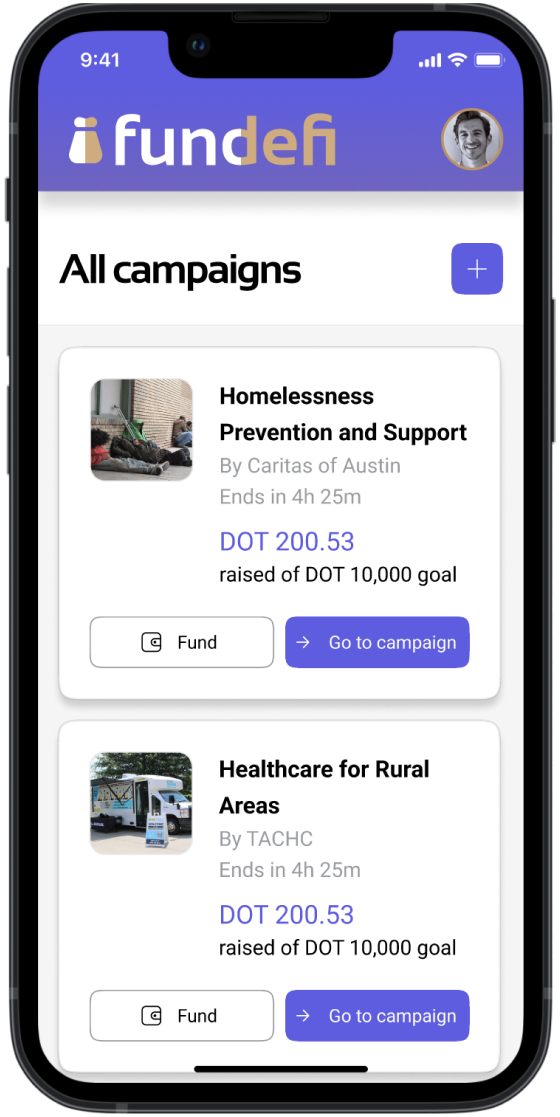 9:41
fundefi
All campaigns
Homelessness
Prevention and Support
By Caritas of Austin
Ends in 4h 25m
DOT 200.53
raised of DOT 10,000 goal
Fund
Go to campaign
Healthcare for Rural
Areas
By TACHC
Ends in 4h 25m
DOT 200.53
raised of DOT 10,000 goal
Fund
Go to campaign